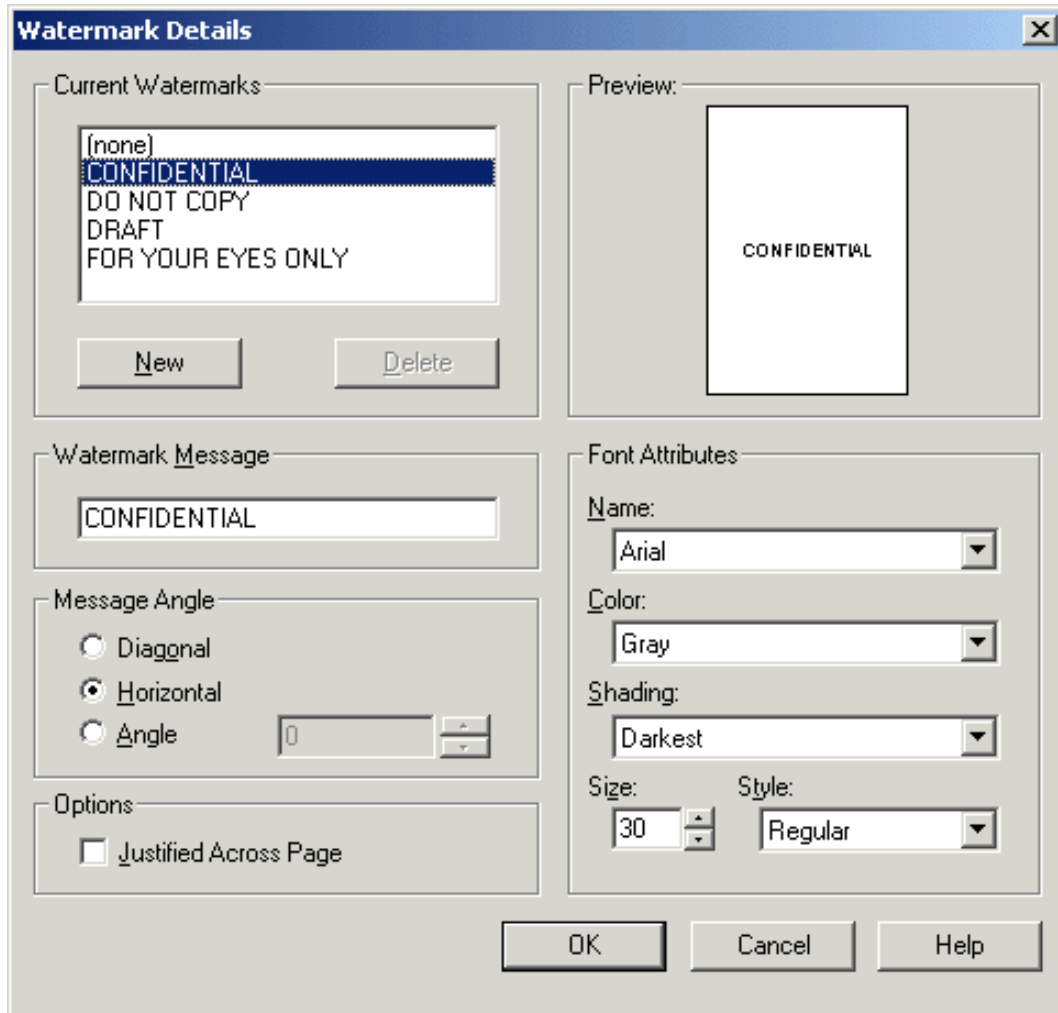 Watermark Details
Current Watermarks
(none)
CONFIDENTIAL
DO NOT COPY
DRAFT
FOR YOUR EYES ONLY
New
Delete
Preview:
CONFIDENTIAL
Watermark Message
CONFIDENTIAL
Message Angle
Diagonal
Horizontal
Angle
0
Options
Justified Across Page
Font Attributes
Name:
Arial
Color:
Gray
Shading:
Darkest
Size: Style:
30 Regular
OK Cancel Help